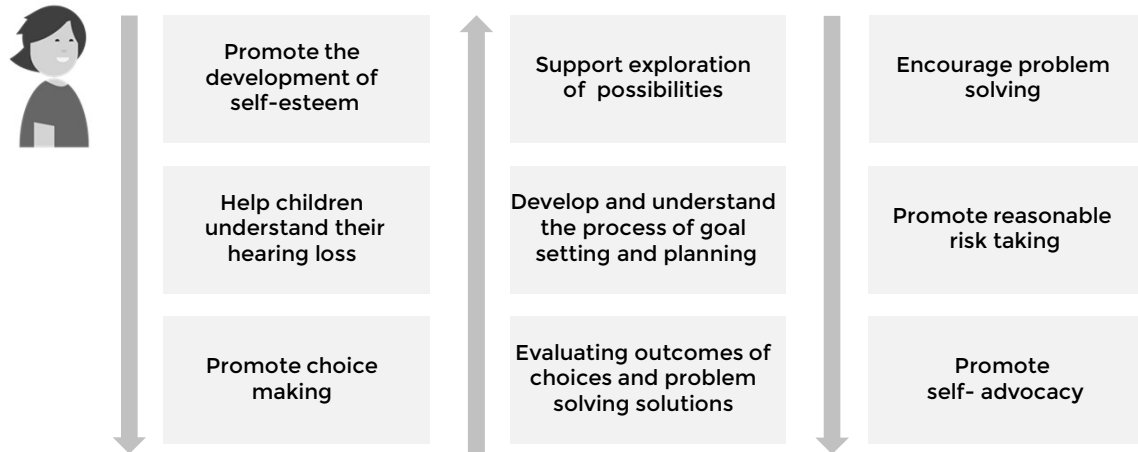 Promote the
development of
self-esteem
Help children
understand their
hearing loss
Promote choice
making
Support exploration
of possibilities
Develop and understand
the process of goal
setting and planning
Evaluating outcomes of
choices and problem
solving solutions
Encourage problem
solving
Promote reasonable
risk taking
Promote
self- advocacy